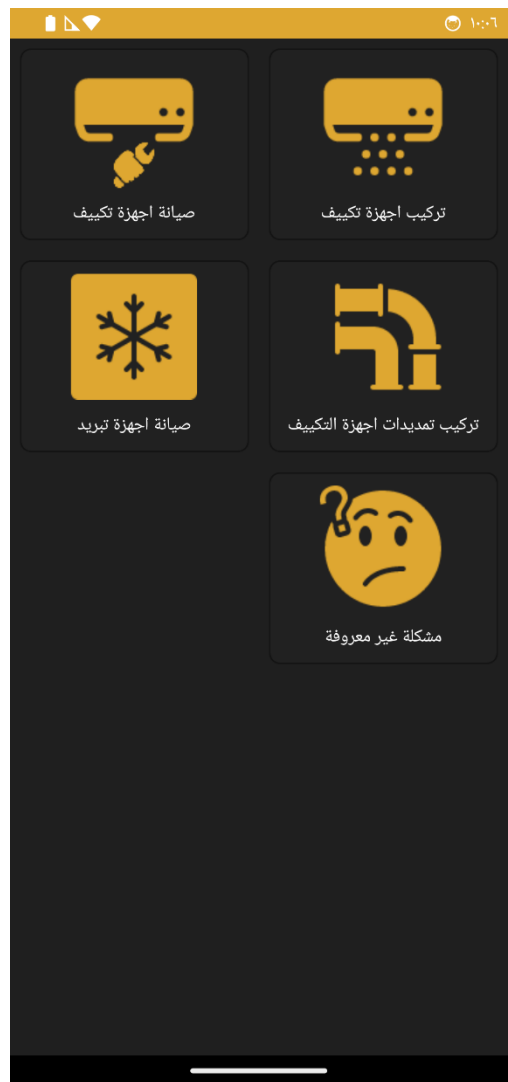 ١٠:٠٦
تركيب اجهزة تكييف
صيانة اجهزة تكييف
تركيب تمديدات اجهزة التكييف
صيانة اجهزة تبريد
مشكلة غير معروفة